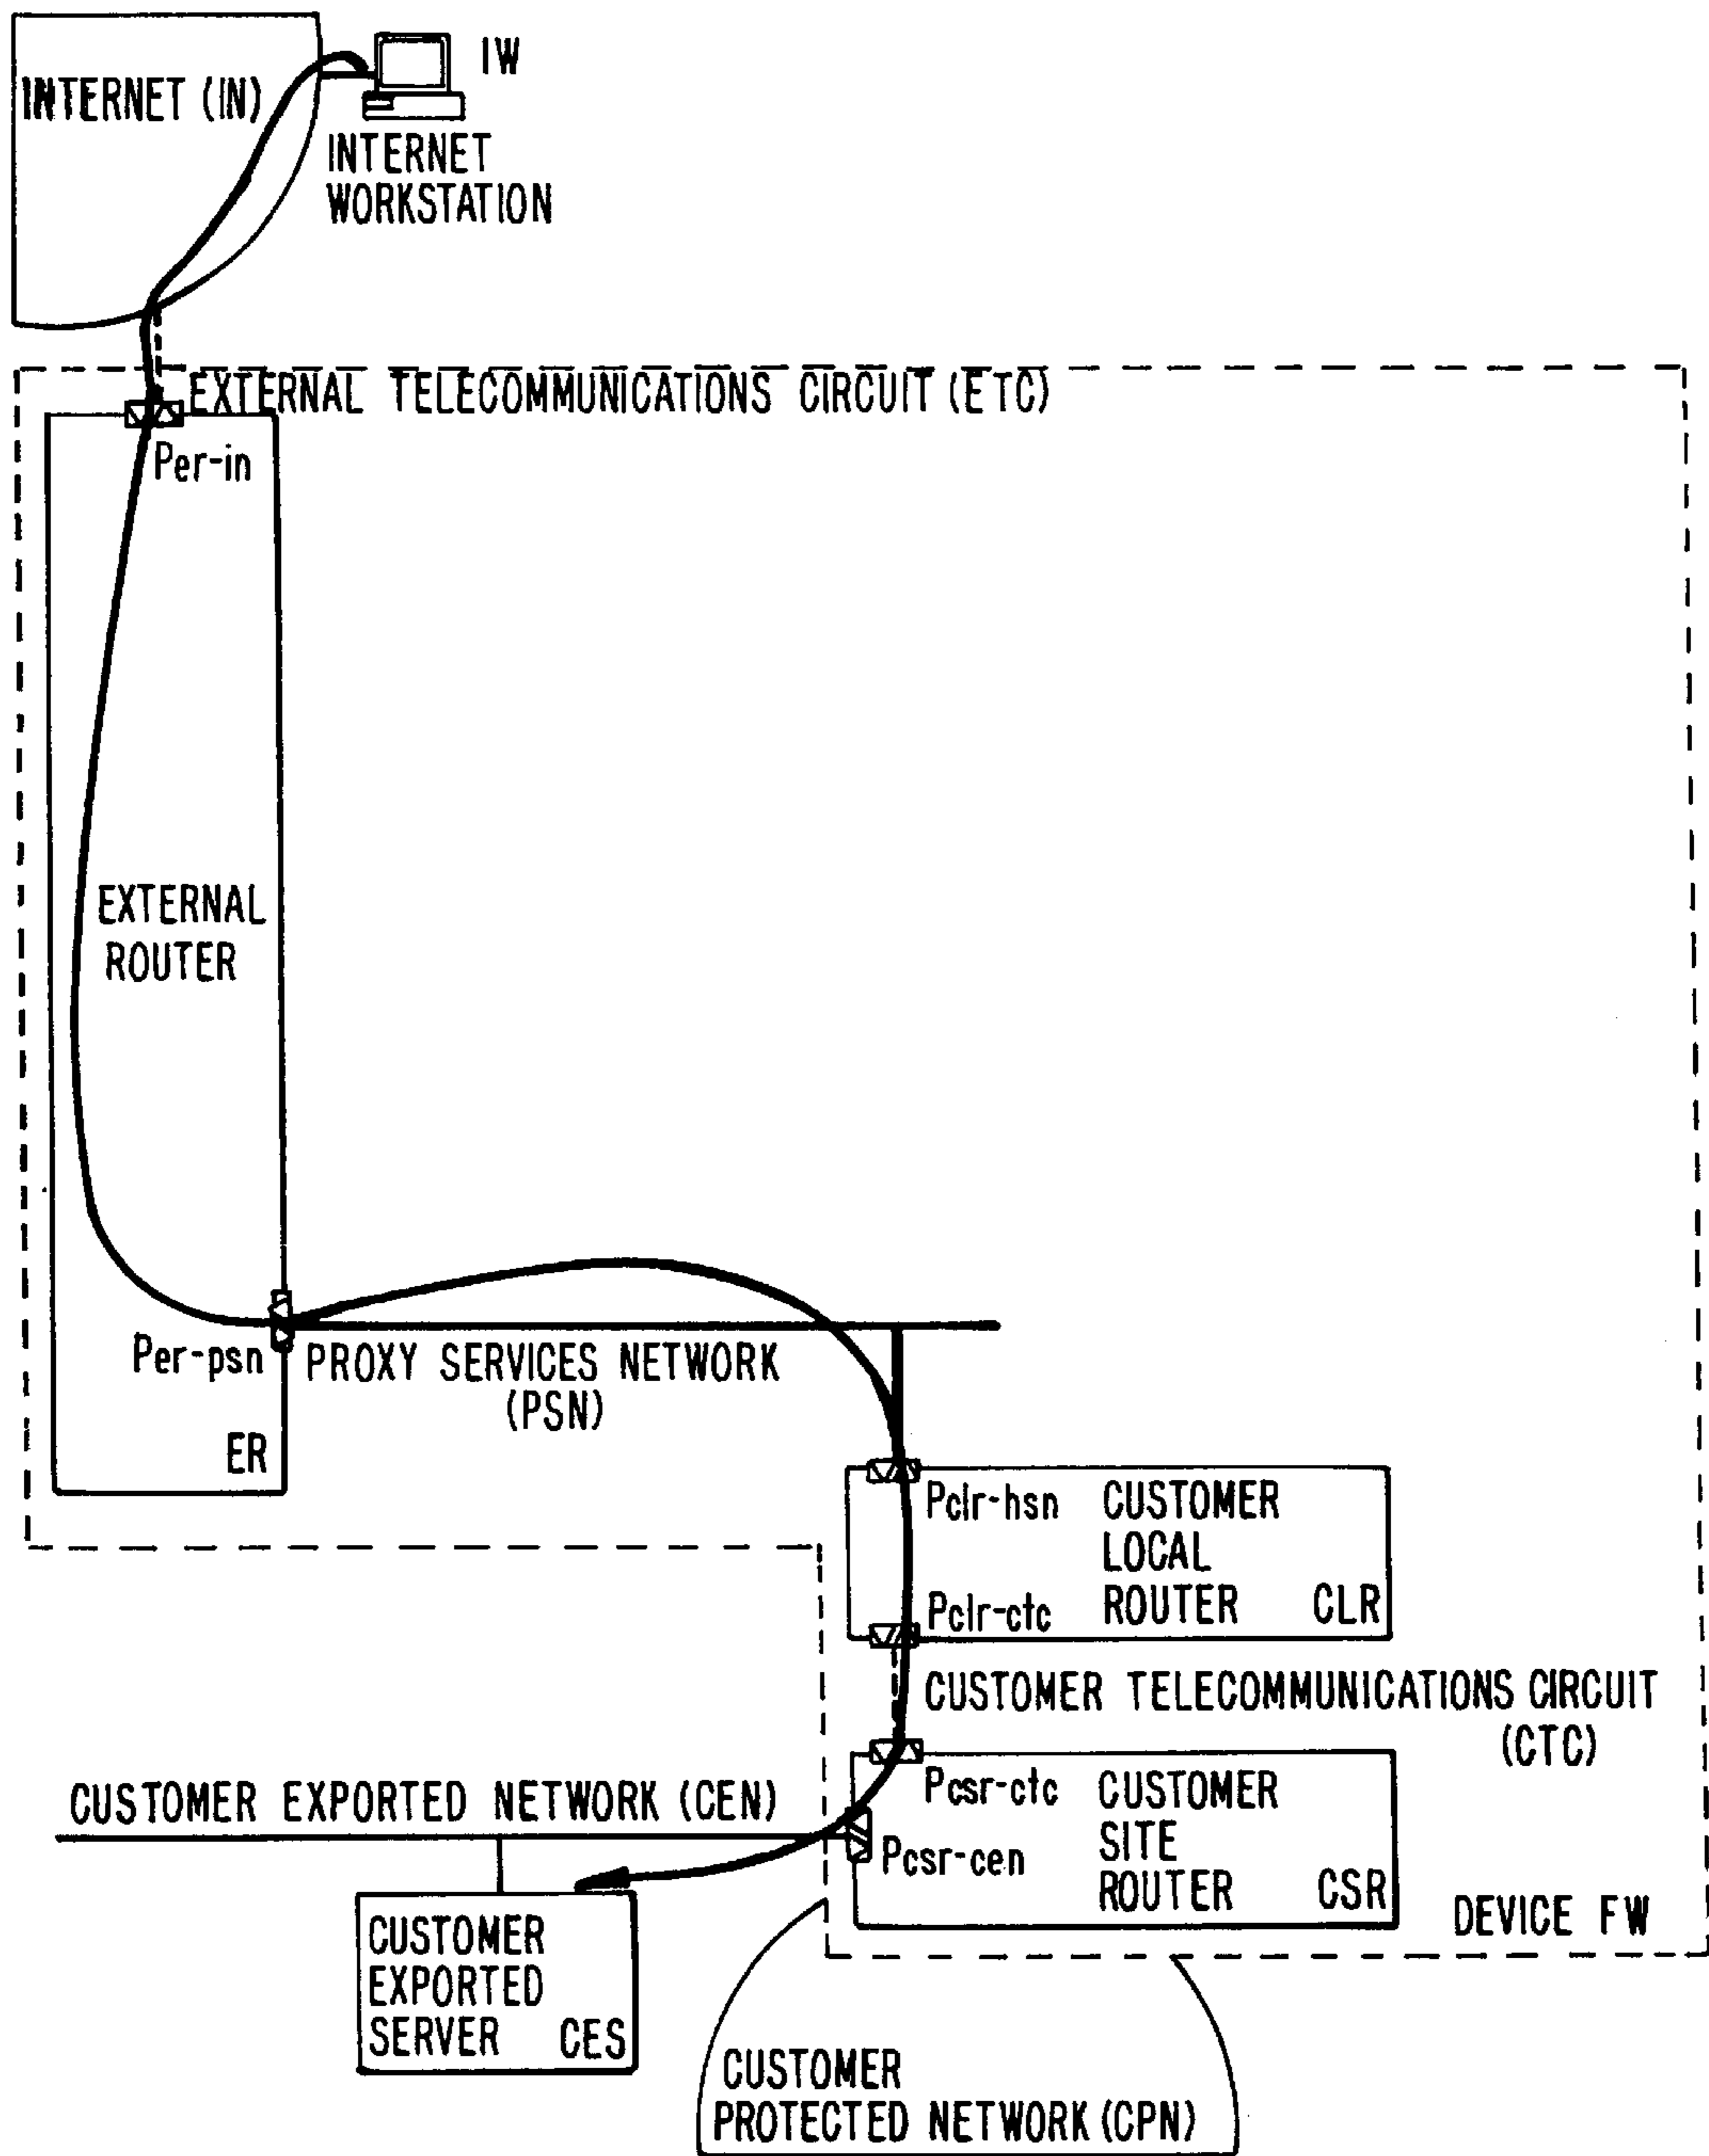 IW
INTERNET (IN)
INTERNET
WORKSTATION
EXTERNAL TELECOMMUNICATIONS CIRCUIT (ETC)
Per-in
EXTERNAL
ROUTER
Per-psn
PROXY SERVICES NETWORK
(PSN)
ER
Pclr-hsn
CUSTOMER
LOCAL
ROUTER CLR
Pclr-ctc
CUSTOMER TELECOMMUNICATIONS CIRCUIT
(CTC)
Pcsr-ctc
CUSTOMER
SITE
ROUTER CSR
CUSTOMER EXPORTED NETWORK (CEN)
Pcsr-cen
DEVICE FW
CUSTOMER
EXPORTED
SERVER CES
CUSTOMER
PROTECTED NETWORK (CPN)